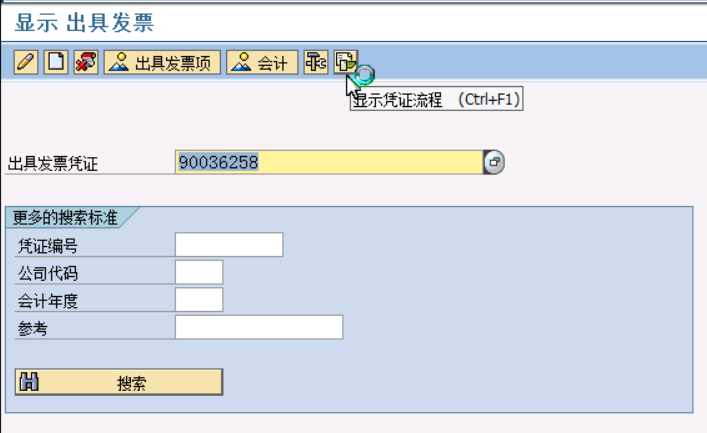 显示 出具发票
出具发票项 会计
显示凭证流程 (Ctrl+F1)
出具发票凭证 90036258
更多的搜索标准
凭证编号
公司代码
会计年度
参考
搜索